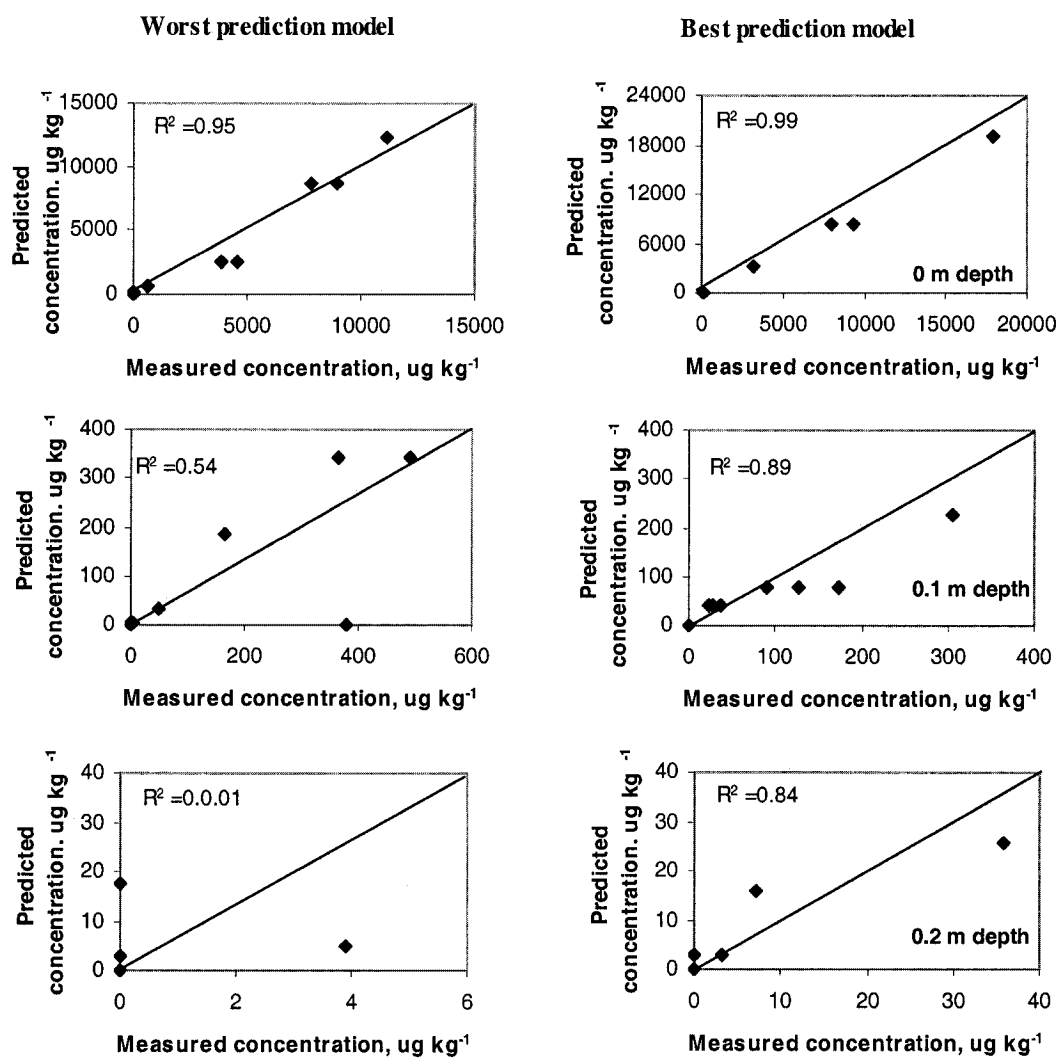 Worst prediction model
Best prediction model
Predicted
concentration. ug kg -1
15000
10000
5000
0
R² =0.95
0 5000 10000 15000
Measured concentration, ug kg-1
Predicted
concentration. ug kg -1
24000
18000
12000
6000
0
R² =0.99
0 m depth
0 5000 10000 15000 20000
Measured concentration, ug kg-1
Predicted
concentration. ug kg -1
400
300
200
100
0
R² =0.54
0 200 400 600
Measured concentration, ug kg-1
Predicted
concentration. ug kg -1
400
300
200
100
0
R² =0.89
0.1 m depth
0 100 200 300 400
Measured concentration, ug kg-1
Predicted
concentration. ug kg -1
40
30
20
10
0
R² =0.0.01
0 2 4 6
Measured concentration, ug kg-1
Predicted
concentration. ug kg -1
40
30
20
10
0
R² =0.84
0.2 m depth
0 10 20 30 40
Measured concentration, ug kg-1